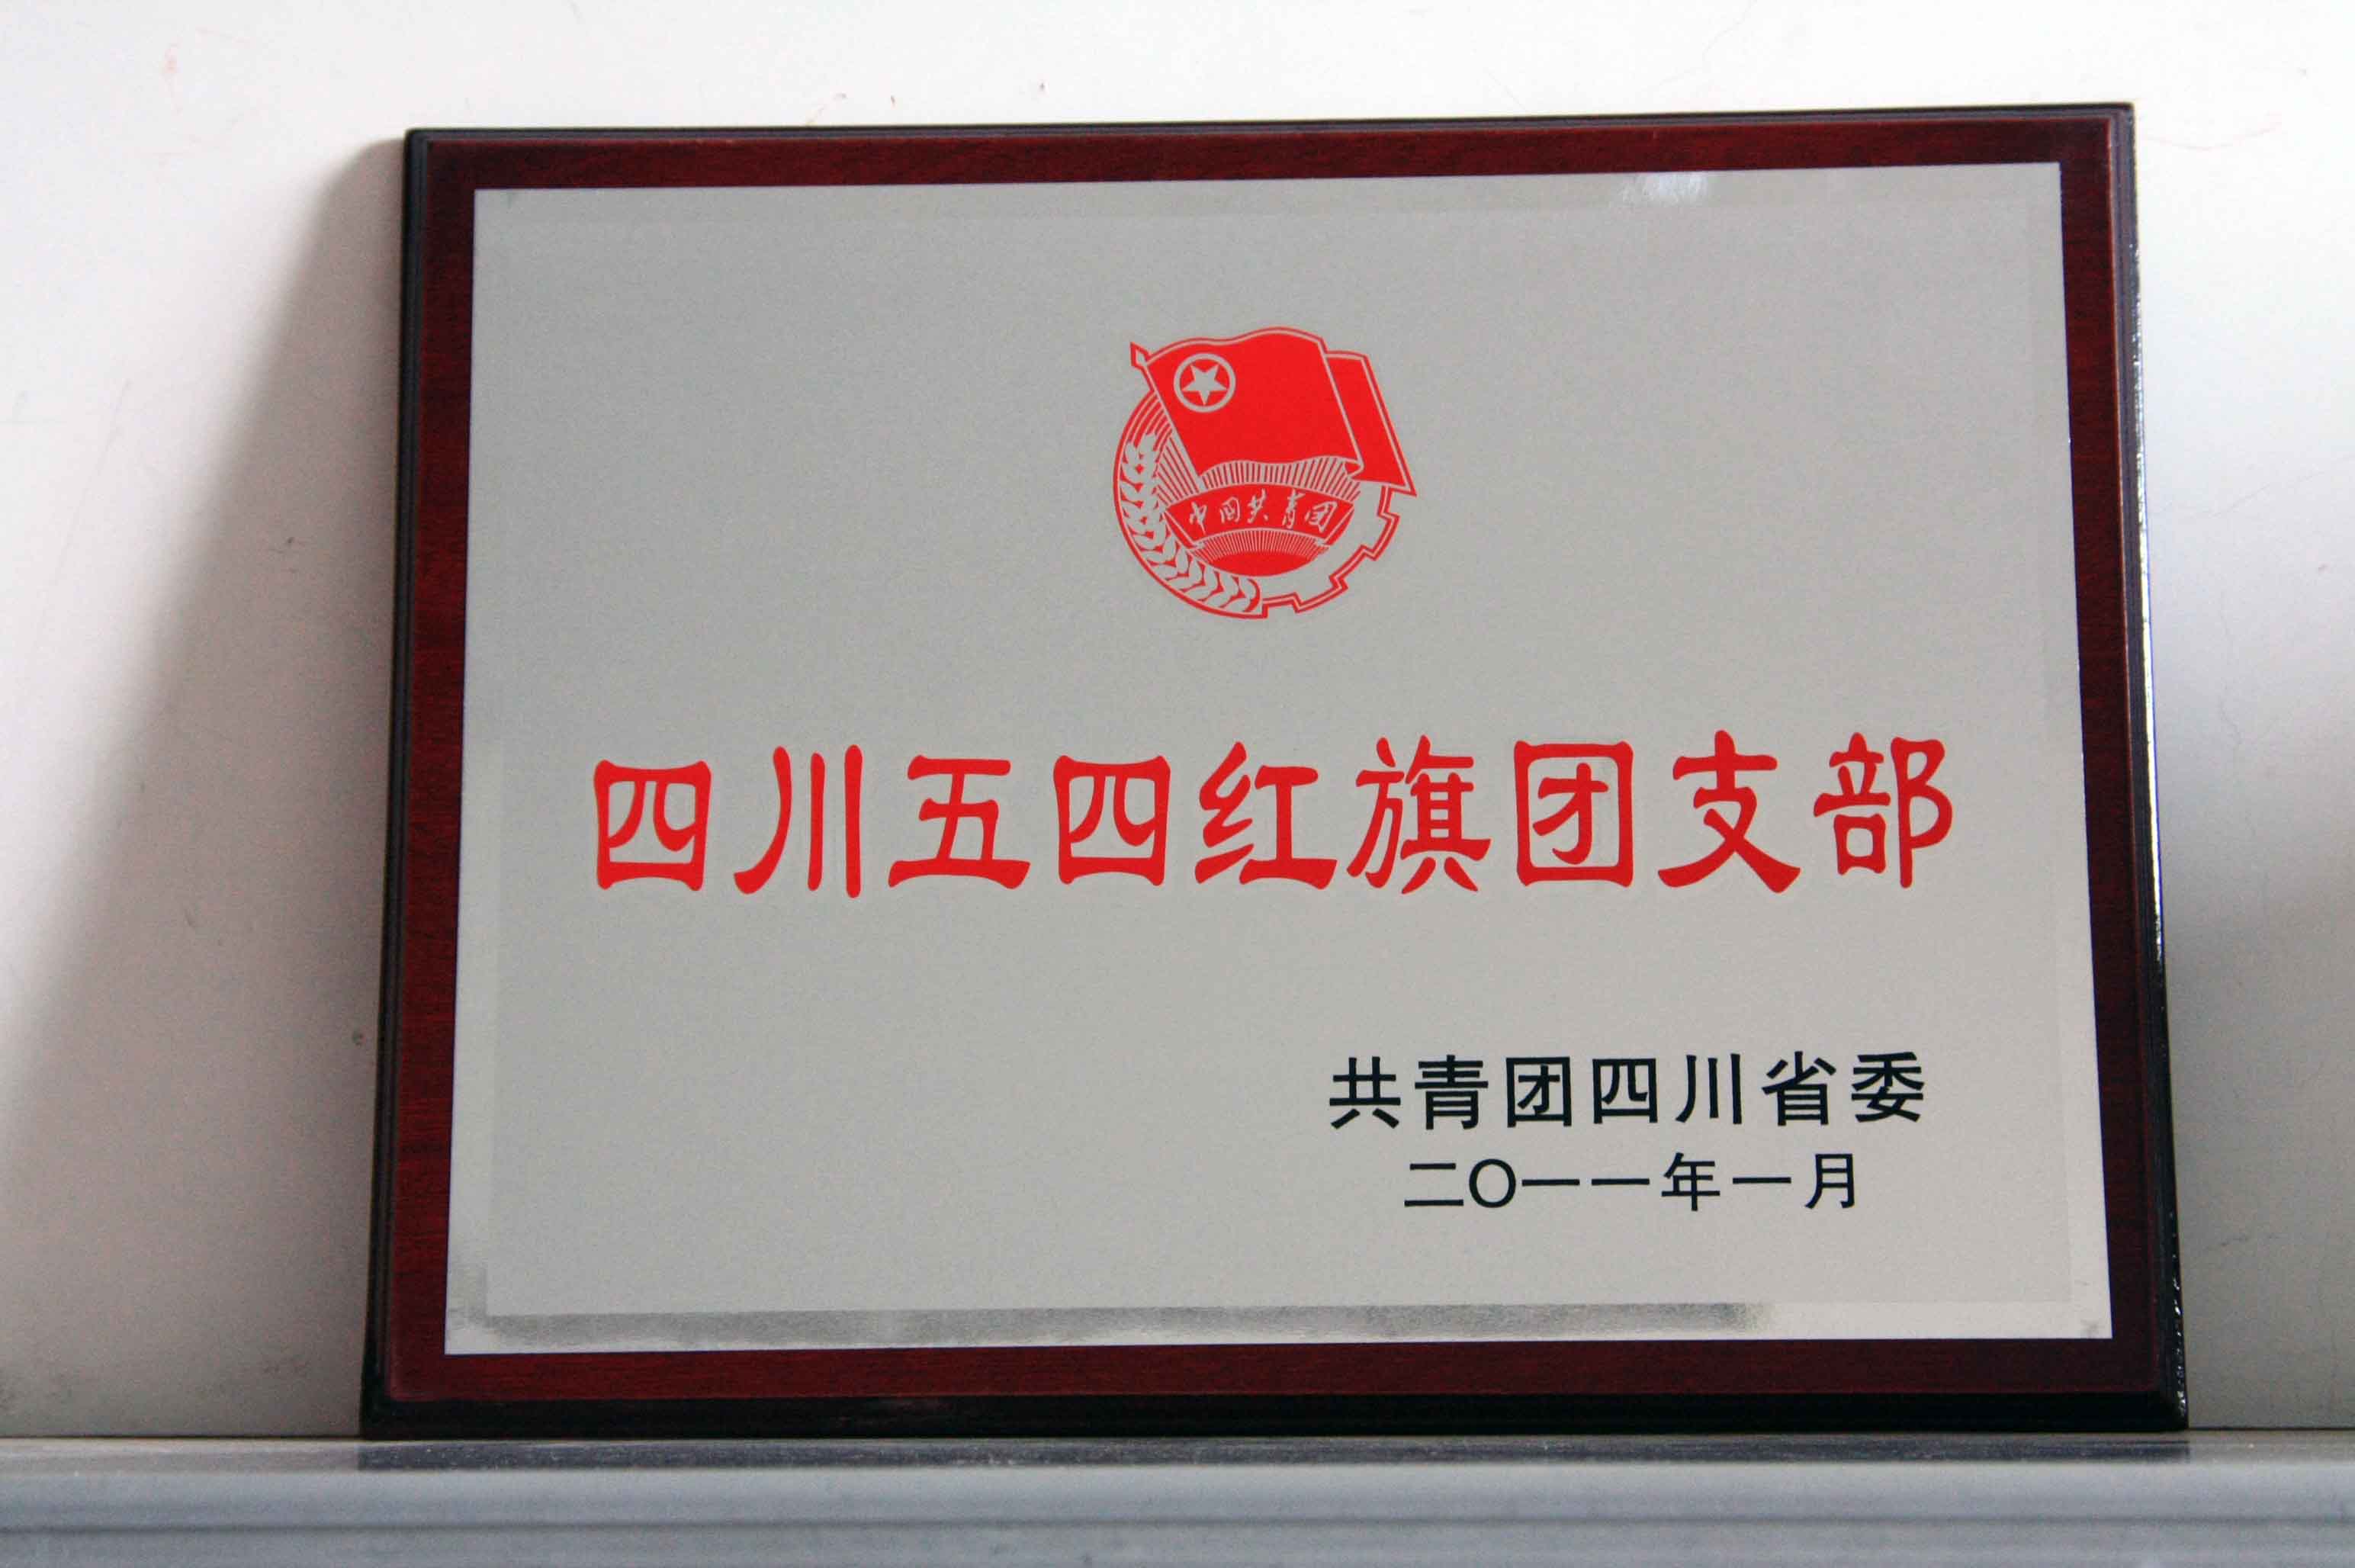 中国共青团
四川五四红旗团支部
共青团四川省委
二〇一一年一月